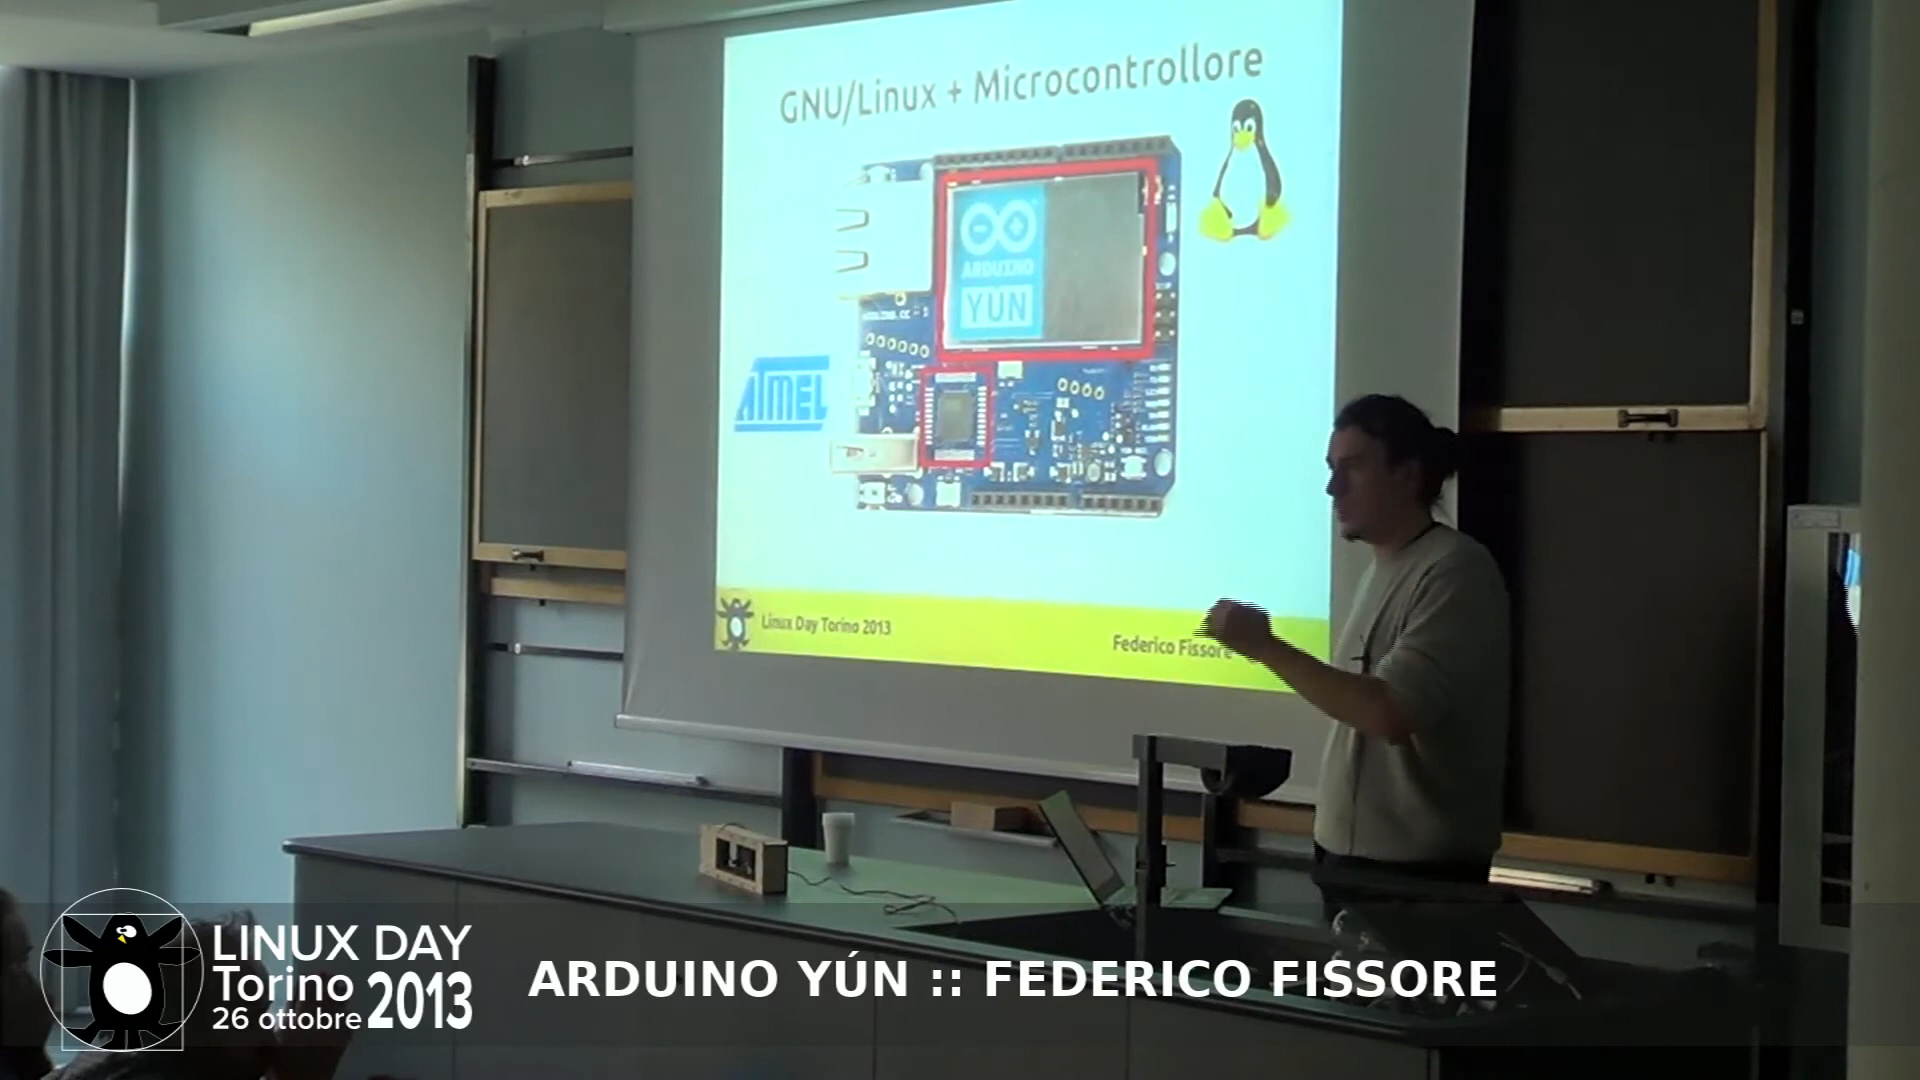 GNU/Linux + Microcontrollore
ARDUINO
YUN
ATMEL
Linux Day Torino 2013
Federico Fissore
LINUX DAY
Torino 2013
26 ottobre
ARDUINO YÚN :: FEDERICO FISSORE